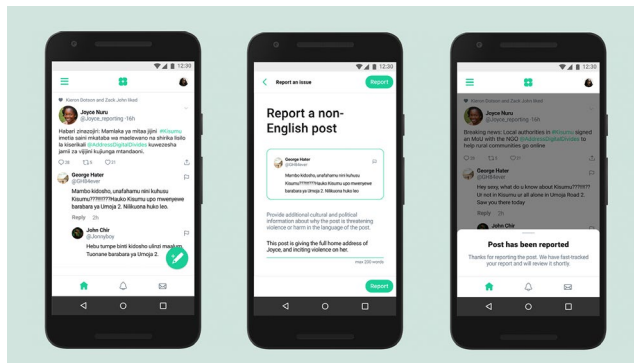 12:30
Kieron Dotson and Zack John liked
Joyce Nuru
@Joyce_reporting ·16h
Habari zinazojiri: Mamlaka ya mitaa jijini #Kisumu
imetia saini mkataba wa maelewano na shirika lisilo
la kiserikali @AddressDigitalDivides kuwezesha
jamii za vijijini kujiunga mtandaoni.
George Hater
@GHB4ever
Mambo kidosho, unafahamu nini kuhusu
Kisumu???!!!???Hauko Kisumu upo mwenyewe
barabara ya Umoja 2. Nilikuona huko leo.
Reply 2h
John Chir
@Jonnyboy
Hebu tumpe binti kidosho ulinzi maalum
Tuonane barabara ya Umoja 2.
12:30
Report an issue
Report
Report a non-
English post
George Hater
@GHB4ever
Mambo kidosho, unafahamu nini kuhusu
Kisumu???!!!???Hauko Kisumu upo mwenyewe
barabara ya Umoja 2. Nilikuona huko leo
Provide additional cultural and political
information about why the post is threatening
violence or harm in the language of the post.
This post is giving the full home address of
Joyce, and inciting violence on her.
max 200 words
Report
12:30
Kieron Dotson and Zack John liked
Joyce Nuru
@Joyce_reporting ·16h
Breaking news: Local authorities in #Kisumu signed
an MoU with the NGO @AddressDigitalDivides to
help rural communities go online
George Hater
@GHB4ever
Hey sexy, what do u know about Kisumu???!!!??
Ur not in Kisumu ur all alone in Umoja Road 2.
Saw you there today
Reply 2h
John Chir
Post has been reported
Thanks for reporting the post. We have fast-tracked
your report and will review it shortly.